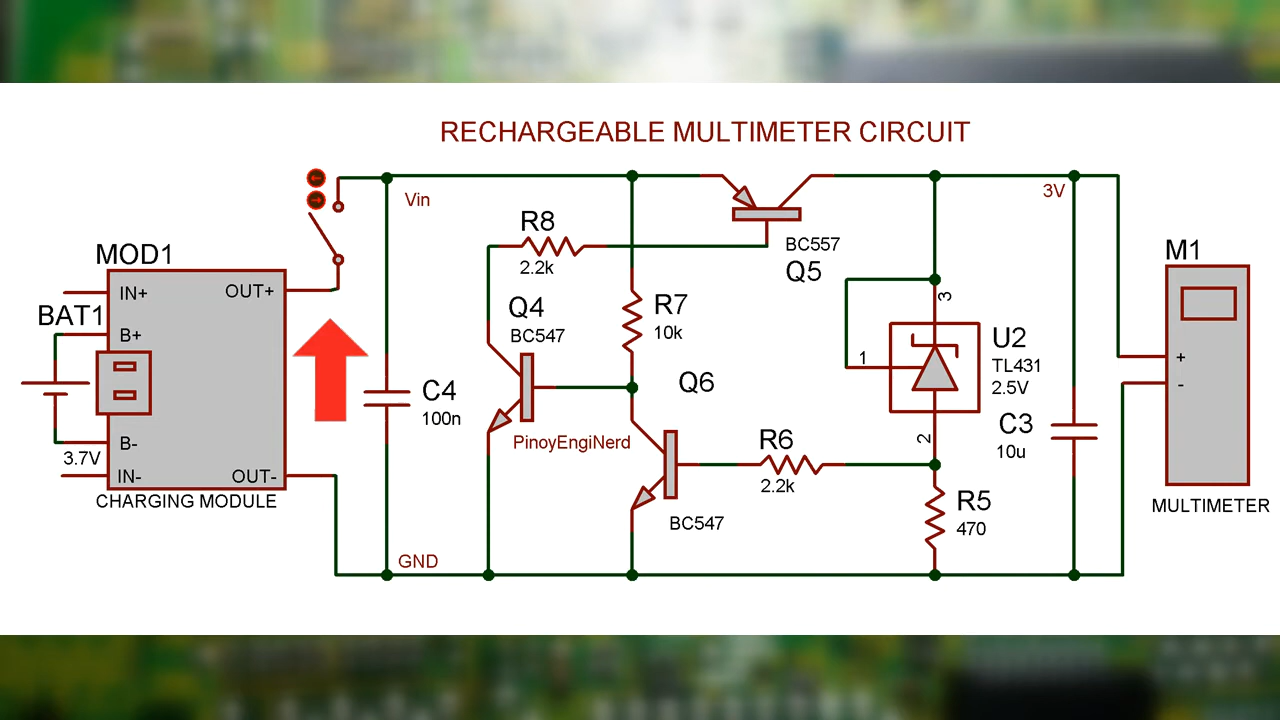 RECHARGEABLE MULTIMETER CIRCUIT
Vin
3V
R8
2.2k
BC557
Q5
MOD1
IN+
OUT+
BAT1
B+
Q4
BC547
R7
10k
3
M1
U2
TL431
2.5V
1
+
-
Q6
C4
100n
PinoyEngiNerd
C3
10u
2
R6
2.2k
B-
3.7V
IN-
OUT-
CHARGING MODULE
BC547
R5
470
MULTIMETER
GND